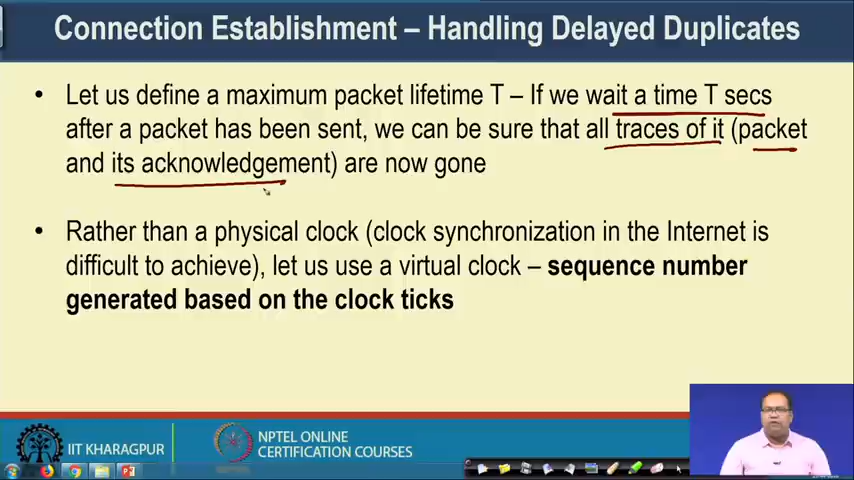 Connection Establishment – Handling Delayed Duplicates
• Let us define a maximum packet lifetime T – If we wait a time T secs
after a packet has been sent, we can be sure that all traces of it (packet
and its acknowledgement) are now gone
• Rather than a physical clock (clock synchronization in the Internet is
difficult to achieve), let us use a virtual clock – sequence number
generated based on the clock ticks
IIT KHARAGPUR
NPTEL ONLINE
CERTIFICATION COURSES